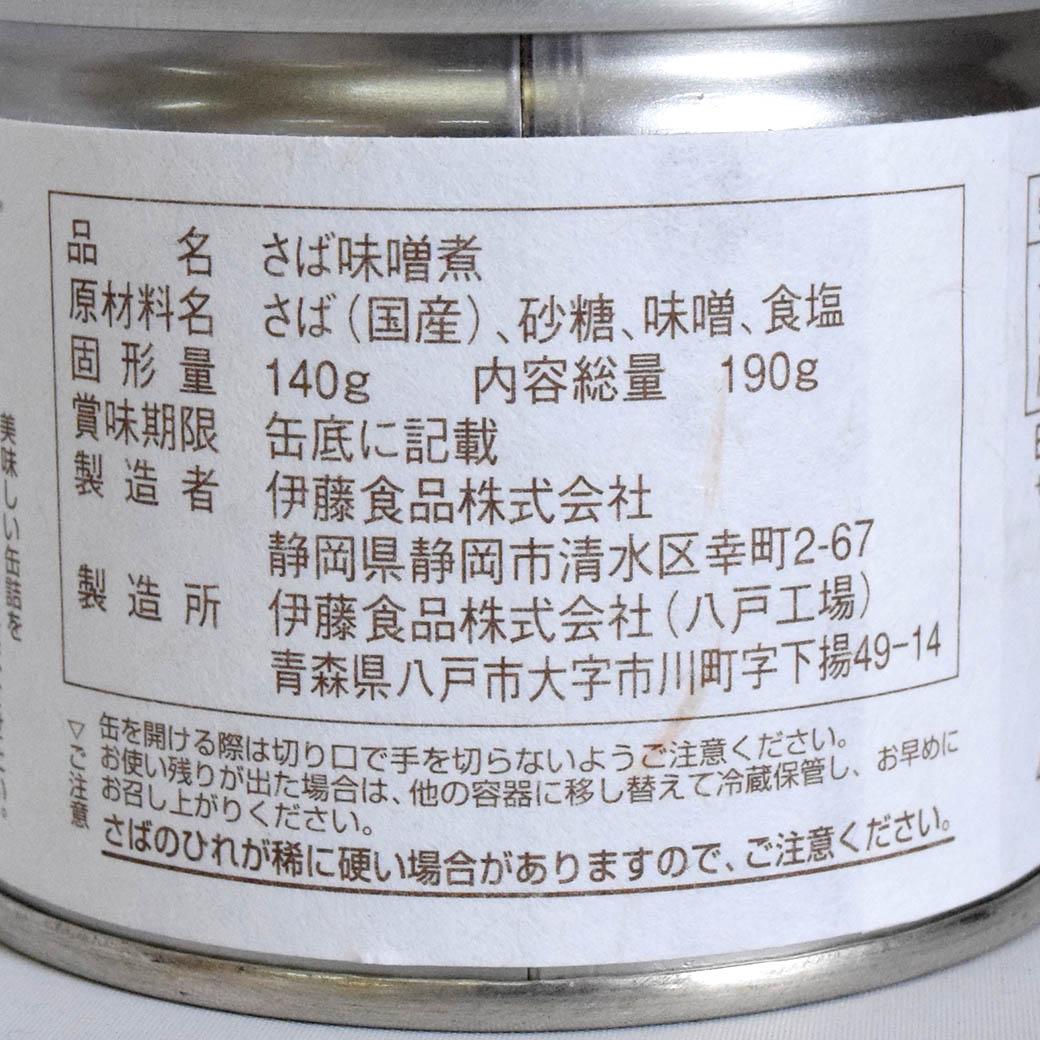 品名 さば味噌煮
原材料名 さば（国産）、砂糖、味噌、食塩
固形量 140g 内容総量 190g
賞味期限 缶底に記載
製造者 伊藤食品株式会社
静岡県静岡市清水区幸町2-67
製造所 伊藤食品株式会社（八戸工場）
青森県八戸市大字市川町字下揚49-14
▽ご注意
缶を開ける際は切り口で手を切らないようご注意ください。
お使い残りが出た場合は、他の容器に移し替えて冷蔵保管し、お早めに
お召し上がりください。
さばのひれが稀に硬い場合がありますので、ご注意ください。
美味しい缶詰を